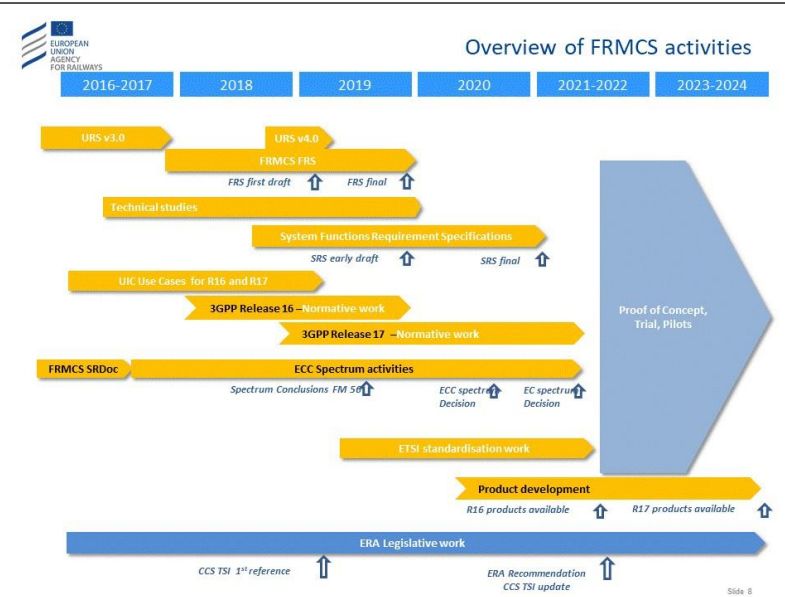 EUROPEAN
UNION
AGENCY
FOR RAILWAYS
Overview of FRMCS activities
2016-2017
2018
2019
2020
2021-2022
2023-2024
URS v3.0
URS v4.0
FRMCS FRS
FRS first draft
FRS final
Technical studies
System Functions Requirement Specifications
SRS early draft
SRS final
UIC Use Cases for R16 and R17
3GPP Release 16 –Normative work
Proof of Concept,
Trial, Pilots
3GPP Release 17 –Normative work
FRMCS SRDoc
ECC Spectrum activities
Spectrum Conclusions FM 56
ECC spectrum
Decision
EC spectrum
Decision
ETSI standardisation work
Product development
R16 products available
R17 products available
ERA Legislative work
CCS TSI 1st reference
ERA Recommendation
CCS TSI update
Slide 8